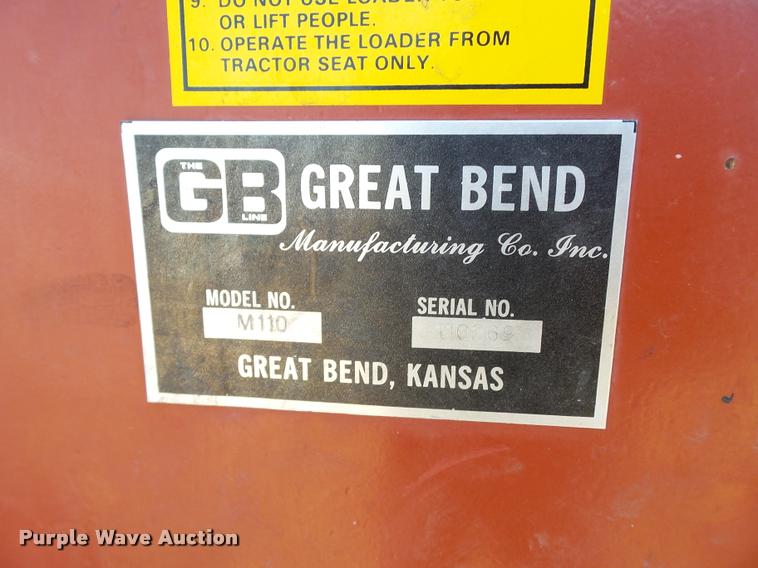 9. DO NOT USE LOADER
OR LIFT PEOPLE.
10. OPERATE THE LOADER FROM
TRACTOR SEAT ONLY.
THE
GB
LINE
GREAT BEND
Manufacturing Co. Inc.
MODEL NO.
M110
SERIAL NO.
GREAT BEND, KANSAS
Purple Wave Auction